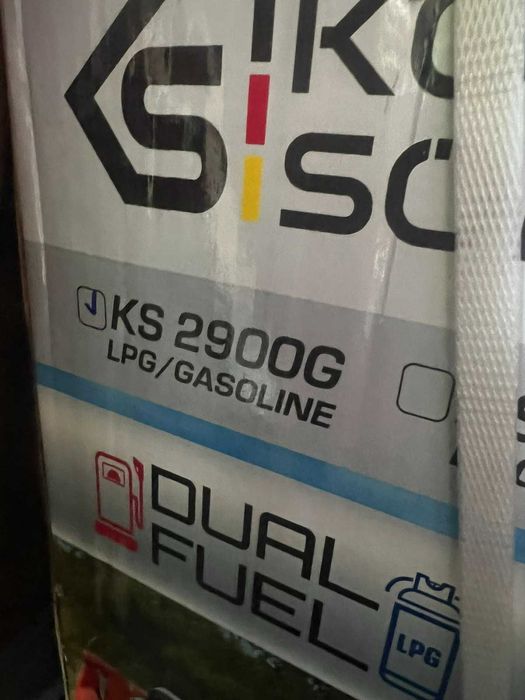 KS 2900G
LPG/GASOLINE
DUAL
FUEL
LPG